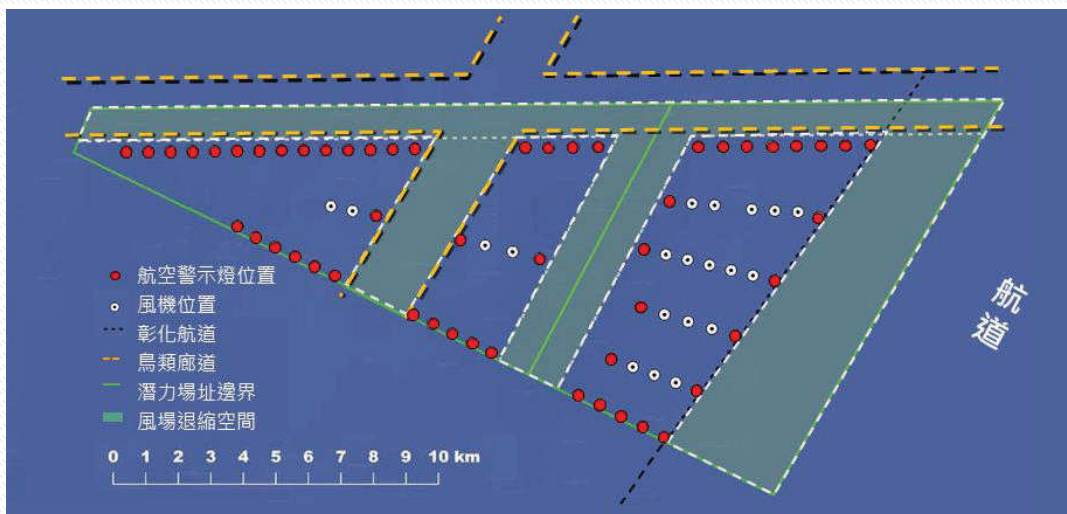 航空警示燈位置
風機位置
彰化航道
鳥類廊道
潛力場址邊界
風場退縮空間
0 1 2 3 4 5 6 7 8 9 10 km
航道